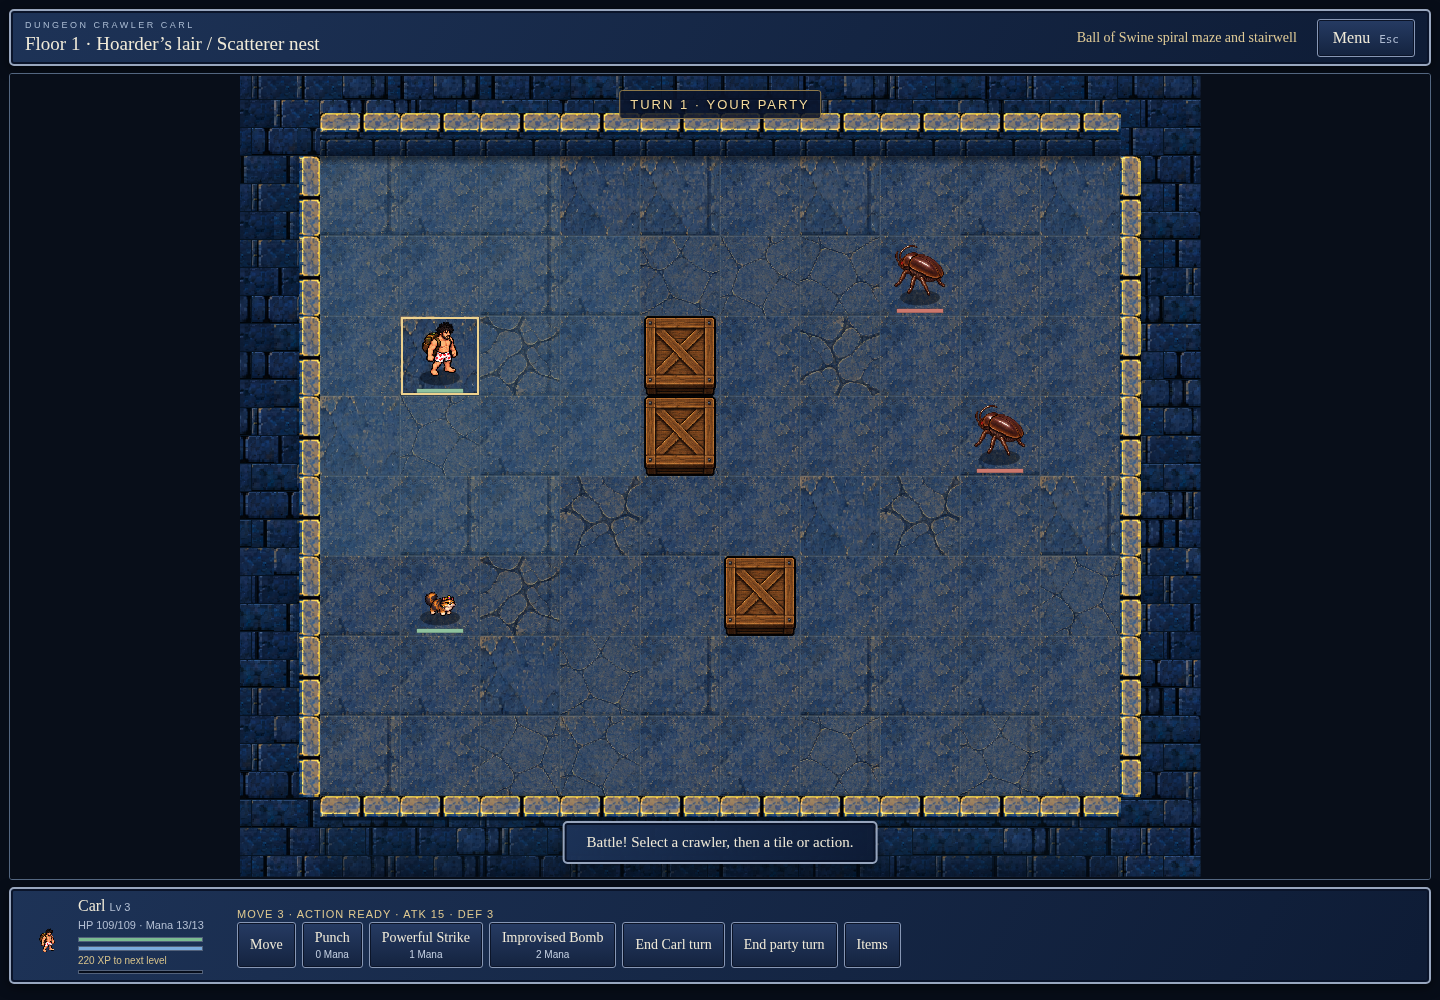 DUNGEON CRAWLER CARL
Floor 1 · Hoarder’s lair / Scatterer nest
Ball of Swine spiral maze and stairwell
Menu Esc
TURN 1 · YOUR PARTY
Battle! Select a crawler, then a tile or action.
Carl Lv 3
HP 109/109 · Mana 13/13
220 XP to next level
MOVE 3 · ACTION READY · ATK 15 · DEF 3
Move
Punch
0 Mana
Powerful Strike
1 Mana
Improvised Bomb
2 Mana
End Carl turn
End party turn
Items